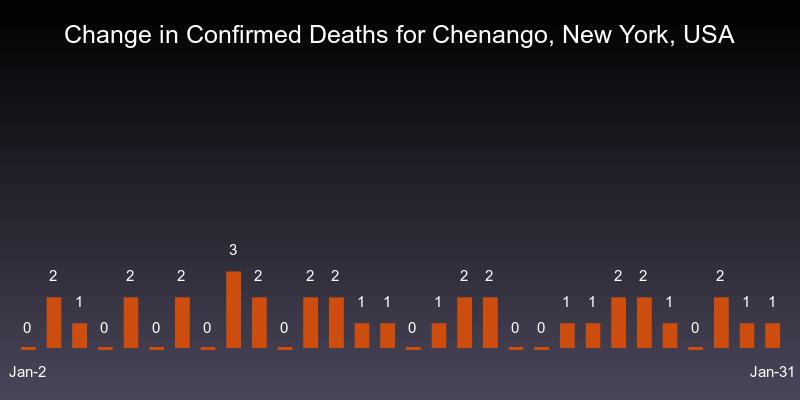 Change in Confirmed Deaths for Chenango, New York, USA
3
2 2 2 2 2 2 2 2 2 2 2
1 1 1 1 1 1 1 1 1
0 0 0 0 0 0 0 0 0
Jan-2 Jan-31